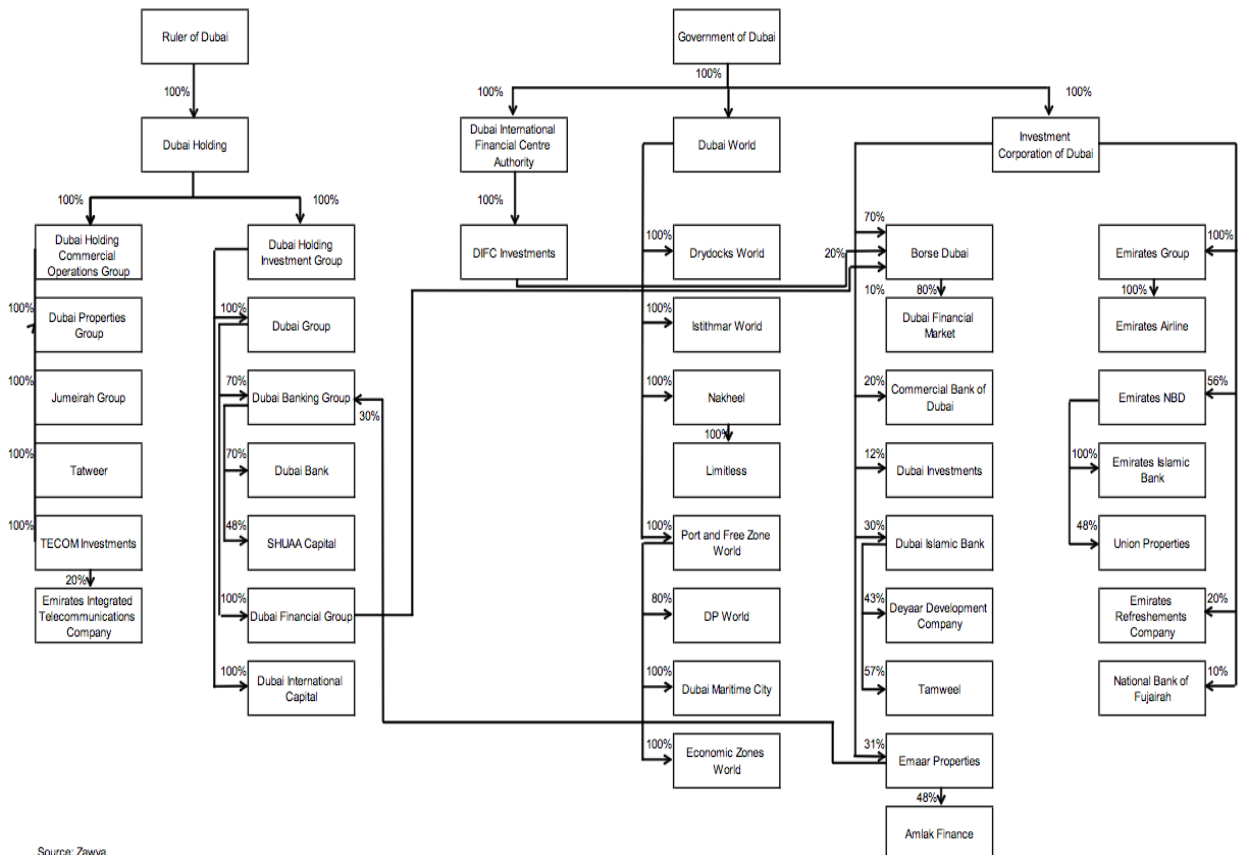 Ruler of Dubai
Government of Dubai
100%
100%
100%
100%
100%
Dubai Holding
Dubai International
Financial Centre
Authority
Dubai World
Investment
Corporation of Dubai
100%
100%
100%
70%
Dubai Holding
Commercial
Operations Group
Dubai Holding
Investment Group
DIFC Investments
100%
Drydocks World
20%
Borse Dubai
Emirates Group
100%
10%
80%
100%
100%
Dubai Properties
Group
100%
Dubai Group
100%
Istithmar World
Dubai Financial
Market
Emirates Airline
100%
Jumeirah Group
70%
Dubai Banking Group
30%
100%
Nakheel
20%
Commercial Bank of
Dubai
Emirates NBD
56%
100%
100%
Tatweer
70%
Dubai Bank
Limitless
12%
Dubai Investments
100%
Emirates Islamic
Bank
100%
TECOM Investments
48%
SHUAA Capital
100%
Port and Free Zone
World
30%
Dubai Islamic Bank
48%
Union Properties
20%
Emirates Integrated
Telecommunications
Company
100%
Dubai Financial Group
80%
DP World
43%
Deyaar Development
Company
Emirates
Refreshements
Company
20%
100%
Dubai International
Capital
100%
Dubai Maritime City
57%
Tamweel
National Bank of
Fujairah
10%
100%
Economic Zones
World
31%
Emaar Properties
48%
Amlak Finance
Source: Zawya